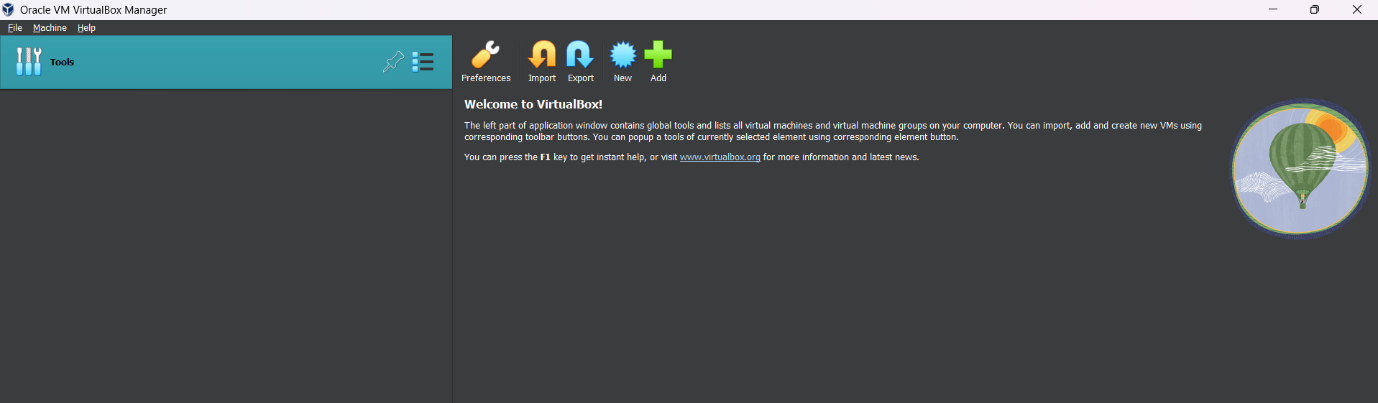 Oracle VM VirtualBox Manager
File Machine Help
Tools
Preferences Import Export New Add
Welcome to VirtualBox!
The left part of application window contains global tools and lists all virtual machines and virtual machine groups on your computer. You can import, add and create new VMs using
corresponding toolbar buttons. You can popup a tools of currently selected element using corresponding element button.
You can press the F1 key to get instant help, or visit www.virtualbox.org for more information and latest news.